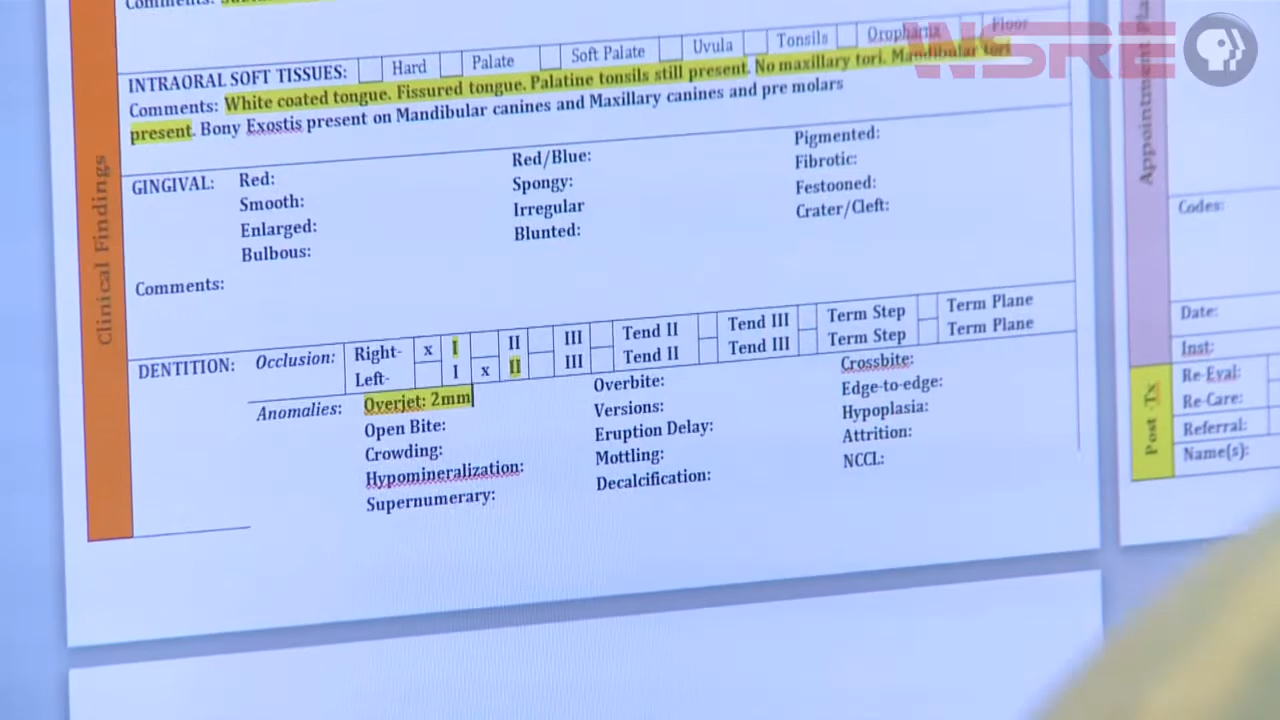 Comments:
WSRE PBS
INTRAORAL SOFT TISSUES: Hard Palate Soft Palate Uvula Tonsils Oropharnix Floor
Comments: White coated tongue. Fissured tongue. Palatine tonsils still present. No maxillary tori. Mandibular tori
present. Bony Exostis present on Mandibular canines and Maxillary canines and pre molars
Clinical Findings
GINGIVAL: Red: Red/Blue: Pigmented:
Smooth: Spongy: Fibrotic:
Enlarged: Irregular Festooned:
Bulbous: Blunted: Crater/Cleft:
Comments:
DENTITION: Occlusion: Right- x I II III Tend II Tend III Term Step Term Plane
Left- I x II III Tend II Tend III Term Step Term Plane
Anomalies: Overjet: 2mm Overbite: Crossbite:
Open Bite: Versions: Edge-to-edge:
Crowding: Eruption Delay: Hypoplasia:
Hypomineralization: Mottling: Attrition:
Supernumerary: Decalcification: NCCL:
Appointment
Codes:
Date:
Inst:
Post -Tx
Re-Eval:
Re-Care:
Referral:
Name(s):